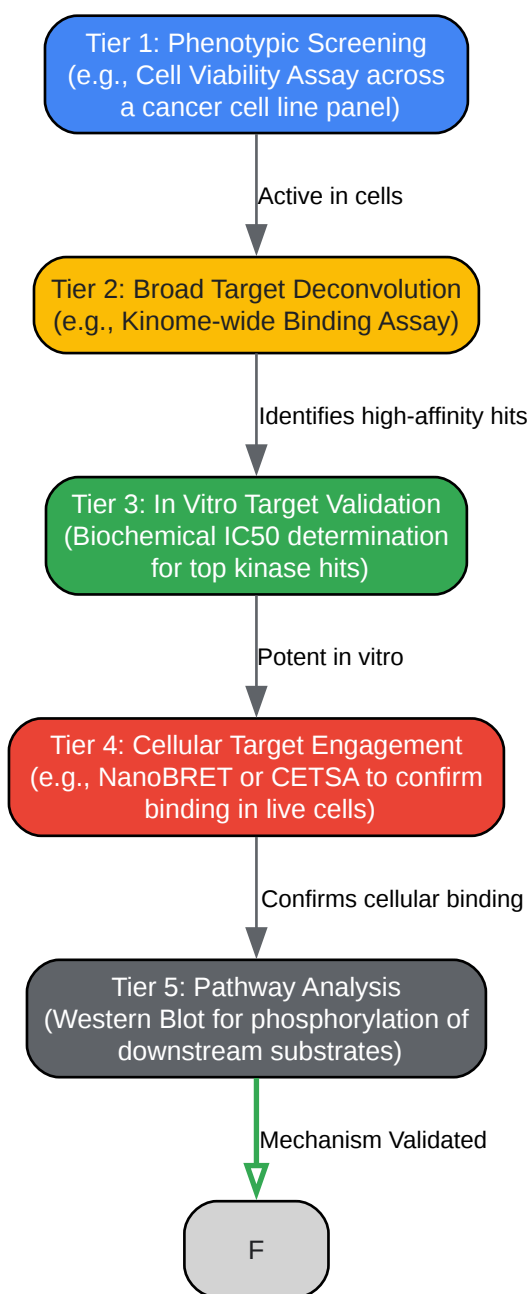 Tier 1: Phenotypic Screening
(e.g., Cell Viability Assay across
a cancer cell line panel)
Active in cells
Tier 2: Broad Target Deconvolution
(e.g., Kinome-wide Binding Assay)
Identifies high-affinity hits
Tier 3: In Vitro Target Validation
(Biochemical IC50 determination
for top kinase hits)
Potent in vitro
Tier 4: Cellular Target Engagement
(e.g., NanoBRET or CETSA to confirm
binding in live cells)
Confirms cellular binding
Tier 5: Pathway Analysis
(Western Blot for phosphorylation of
downstream substrates)
Mechanism Validated
F